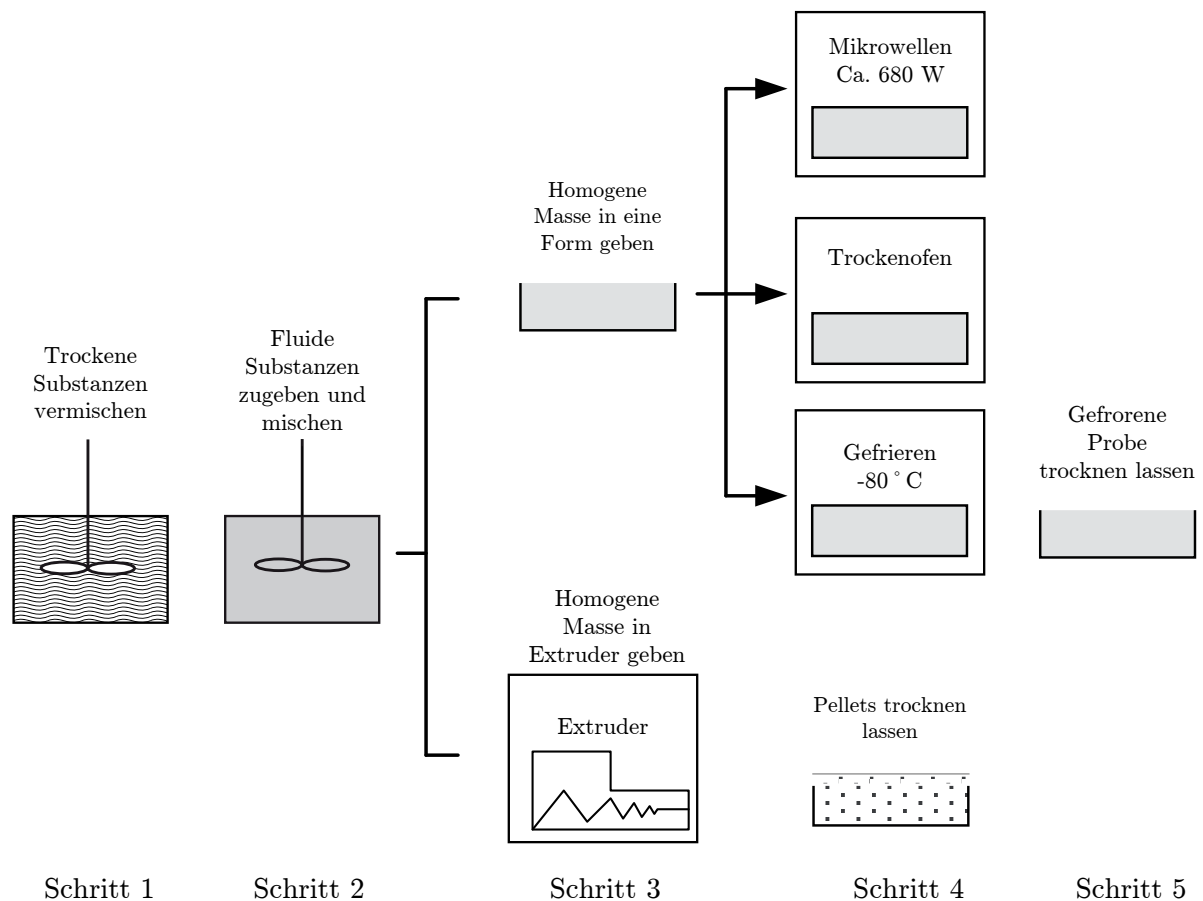 Trockene
Substanzen
vermischen
Fluide
Substanzen
zugeben und
mischen
Homogene
Masse in eine
Form geben
Mikrowellen
Ca. 680 W
Trockenofen
Gefrieren
-80 ° C
Gefrorene
Probe
trocknen lassen
Homogene
Masse in
Extruder geben
Extruder
Pellets trocknen
lassen
Schritt 1
Schritt 2
Schritt 3
Schritt 4
Schritt 5